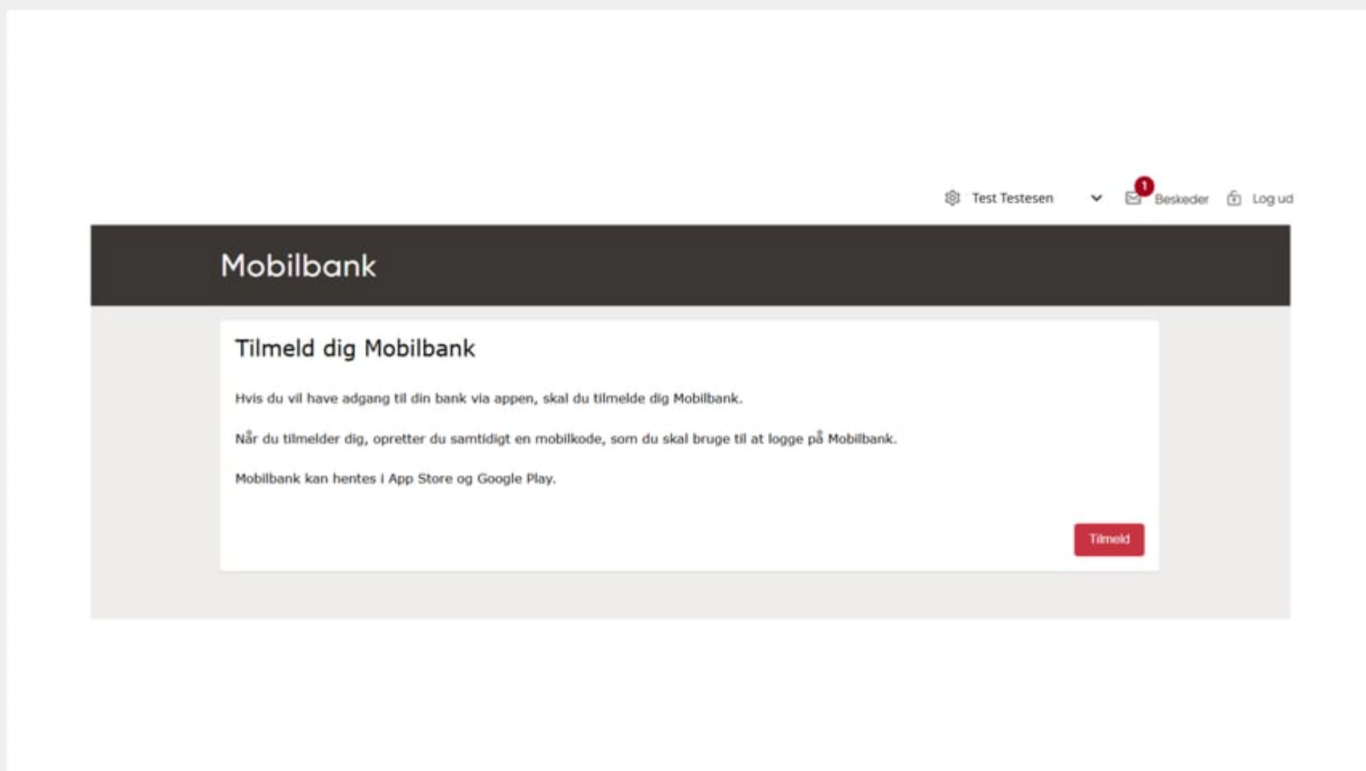 Test Testesen
1
Beskeder
Log ud
Mobilbank
Tilmeld dig Mobilbank
Hvis du vil have adgang til din bank via appen, skal du tilmelde dig Mobilbank.
Når du tilmelder dig, opretter du samtidigt en mobilkode, som du skal bruge til at logge på Mobilbank.
Mobilbank kan hentes i App Store og Google Play.
Tilmeld